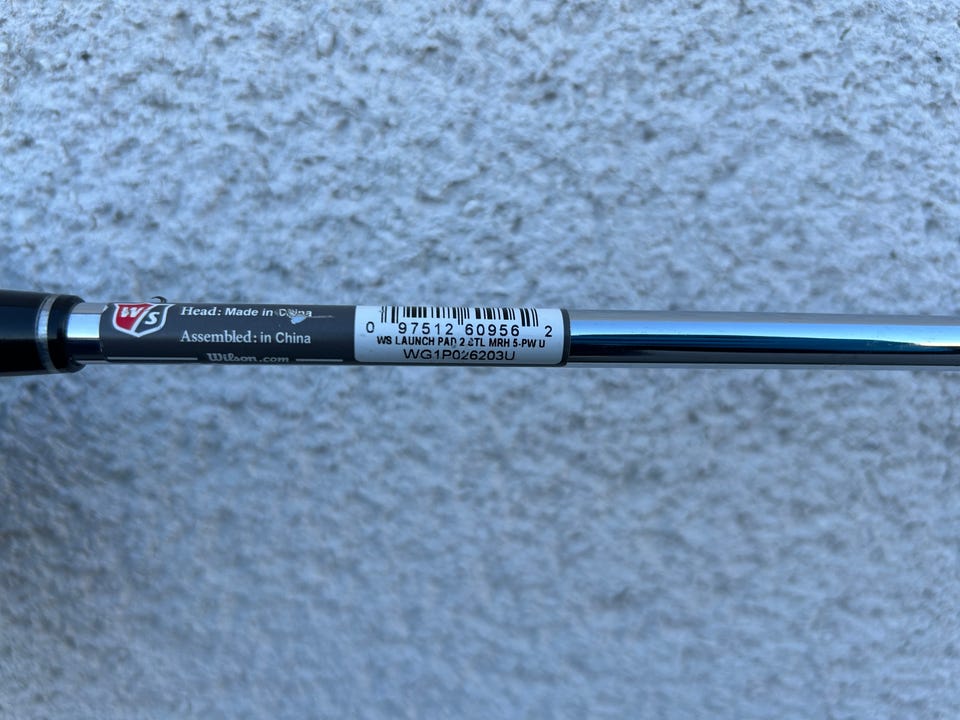 WS
Head: Made in China
Assembled: in China
Wilson.com
0 97512 60956 2
WS LAUNCH PAD 2 STL MRH 5-PW U
WG1P026203U